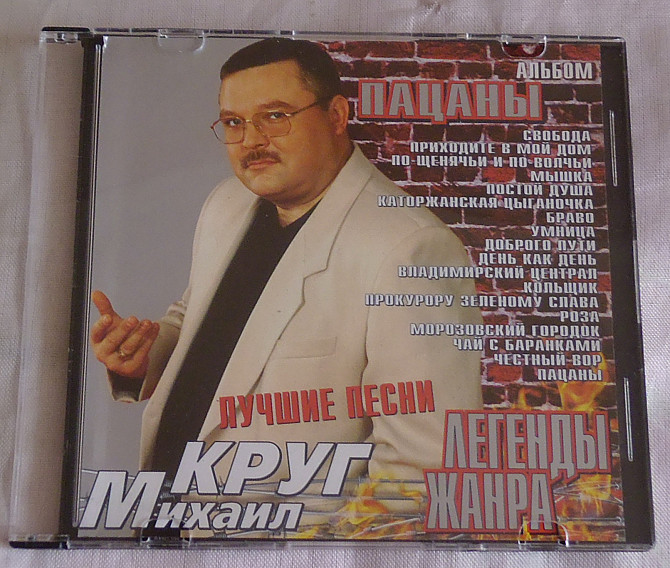 АЛЬБОМ
ПАЦАНЫ
СВОБОДА
ПРИХОДИТЕ В МОЙ ДОМ
ПО-ЩЕНЯЧЬИ И ПО-ВОЛЧЬИ
МЫШКА
ПОСТОЙ ДУША
КАТОРЖАНСКАЯ ЦЫГАНОЧКА
БРАВО
УМНИЦА
ДОБРОГО ПУТИ
ДЕНЬ КАК ДЕНЬ
ВЛАДИМИРСКИЙ ЦЕНТРАЛ
КОЛЬЩИК
ПРОКУРОРУ ЗЕЛЕНОМУ СЛАВА
РОЗА
МОРОЗОВСКИЙ ГОРОДОК
ЧАЙ С БАРАНКАМИ
ЧЕСТНЫЙ ВОР
ПАЦАНЫ
ЛУЧШИЕ ПЕСНИ
КРУГ
МИХАИЛ
ЛЕГЕНДЫ
ЖАНРА